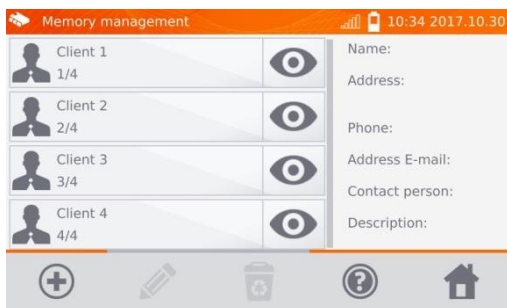 Memory management
10:34 2017.10.30
Client 1
1/4
Client 2
2/4
Client 3
3/4
Client 4
4/4
Name:
Address:
Phone:
Address E-mail:
Contact person:
Description:
?